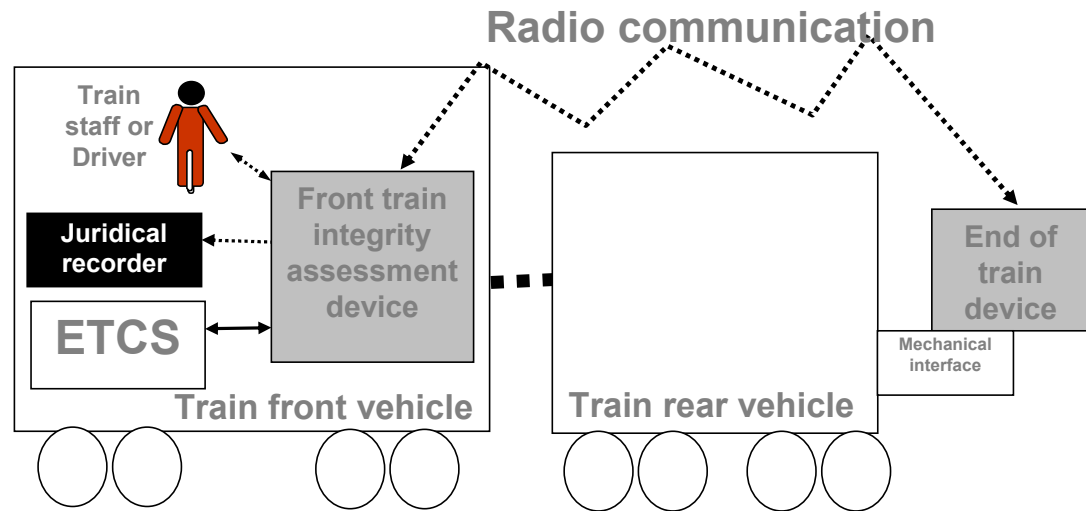 Radio communication
Train
staff or
Driver
Front train
integrity
assessment
device
Juridical
recorder
ETCS
Train front vehicle
Train rear vehicle
End of
train
device
Mechanical
interface